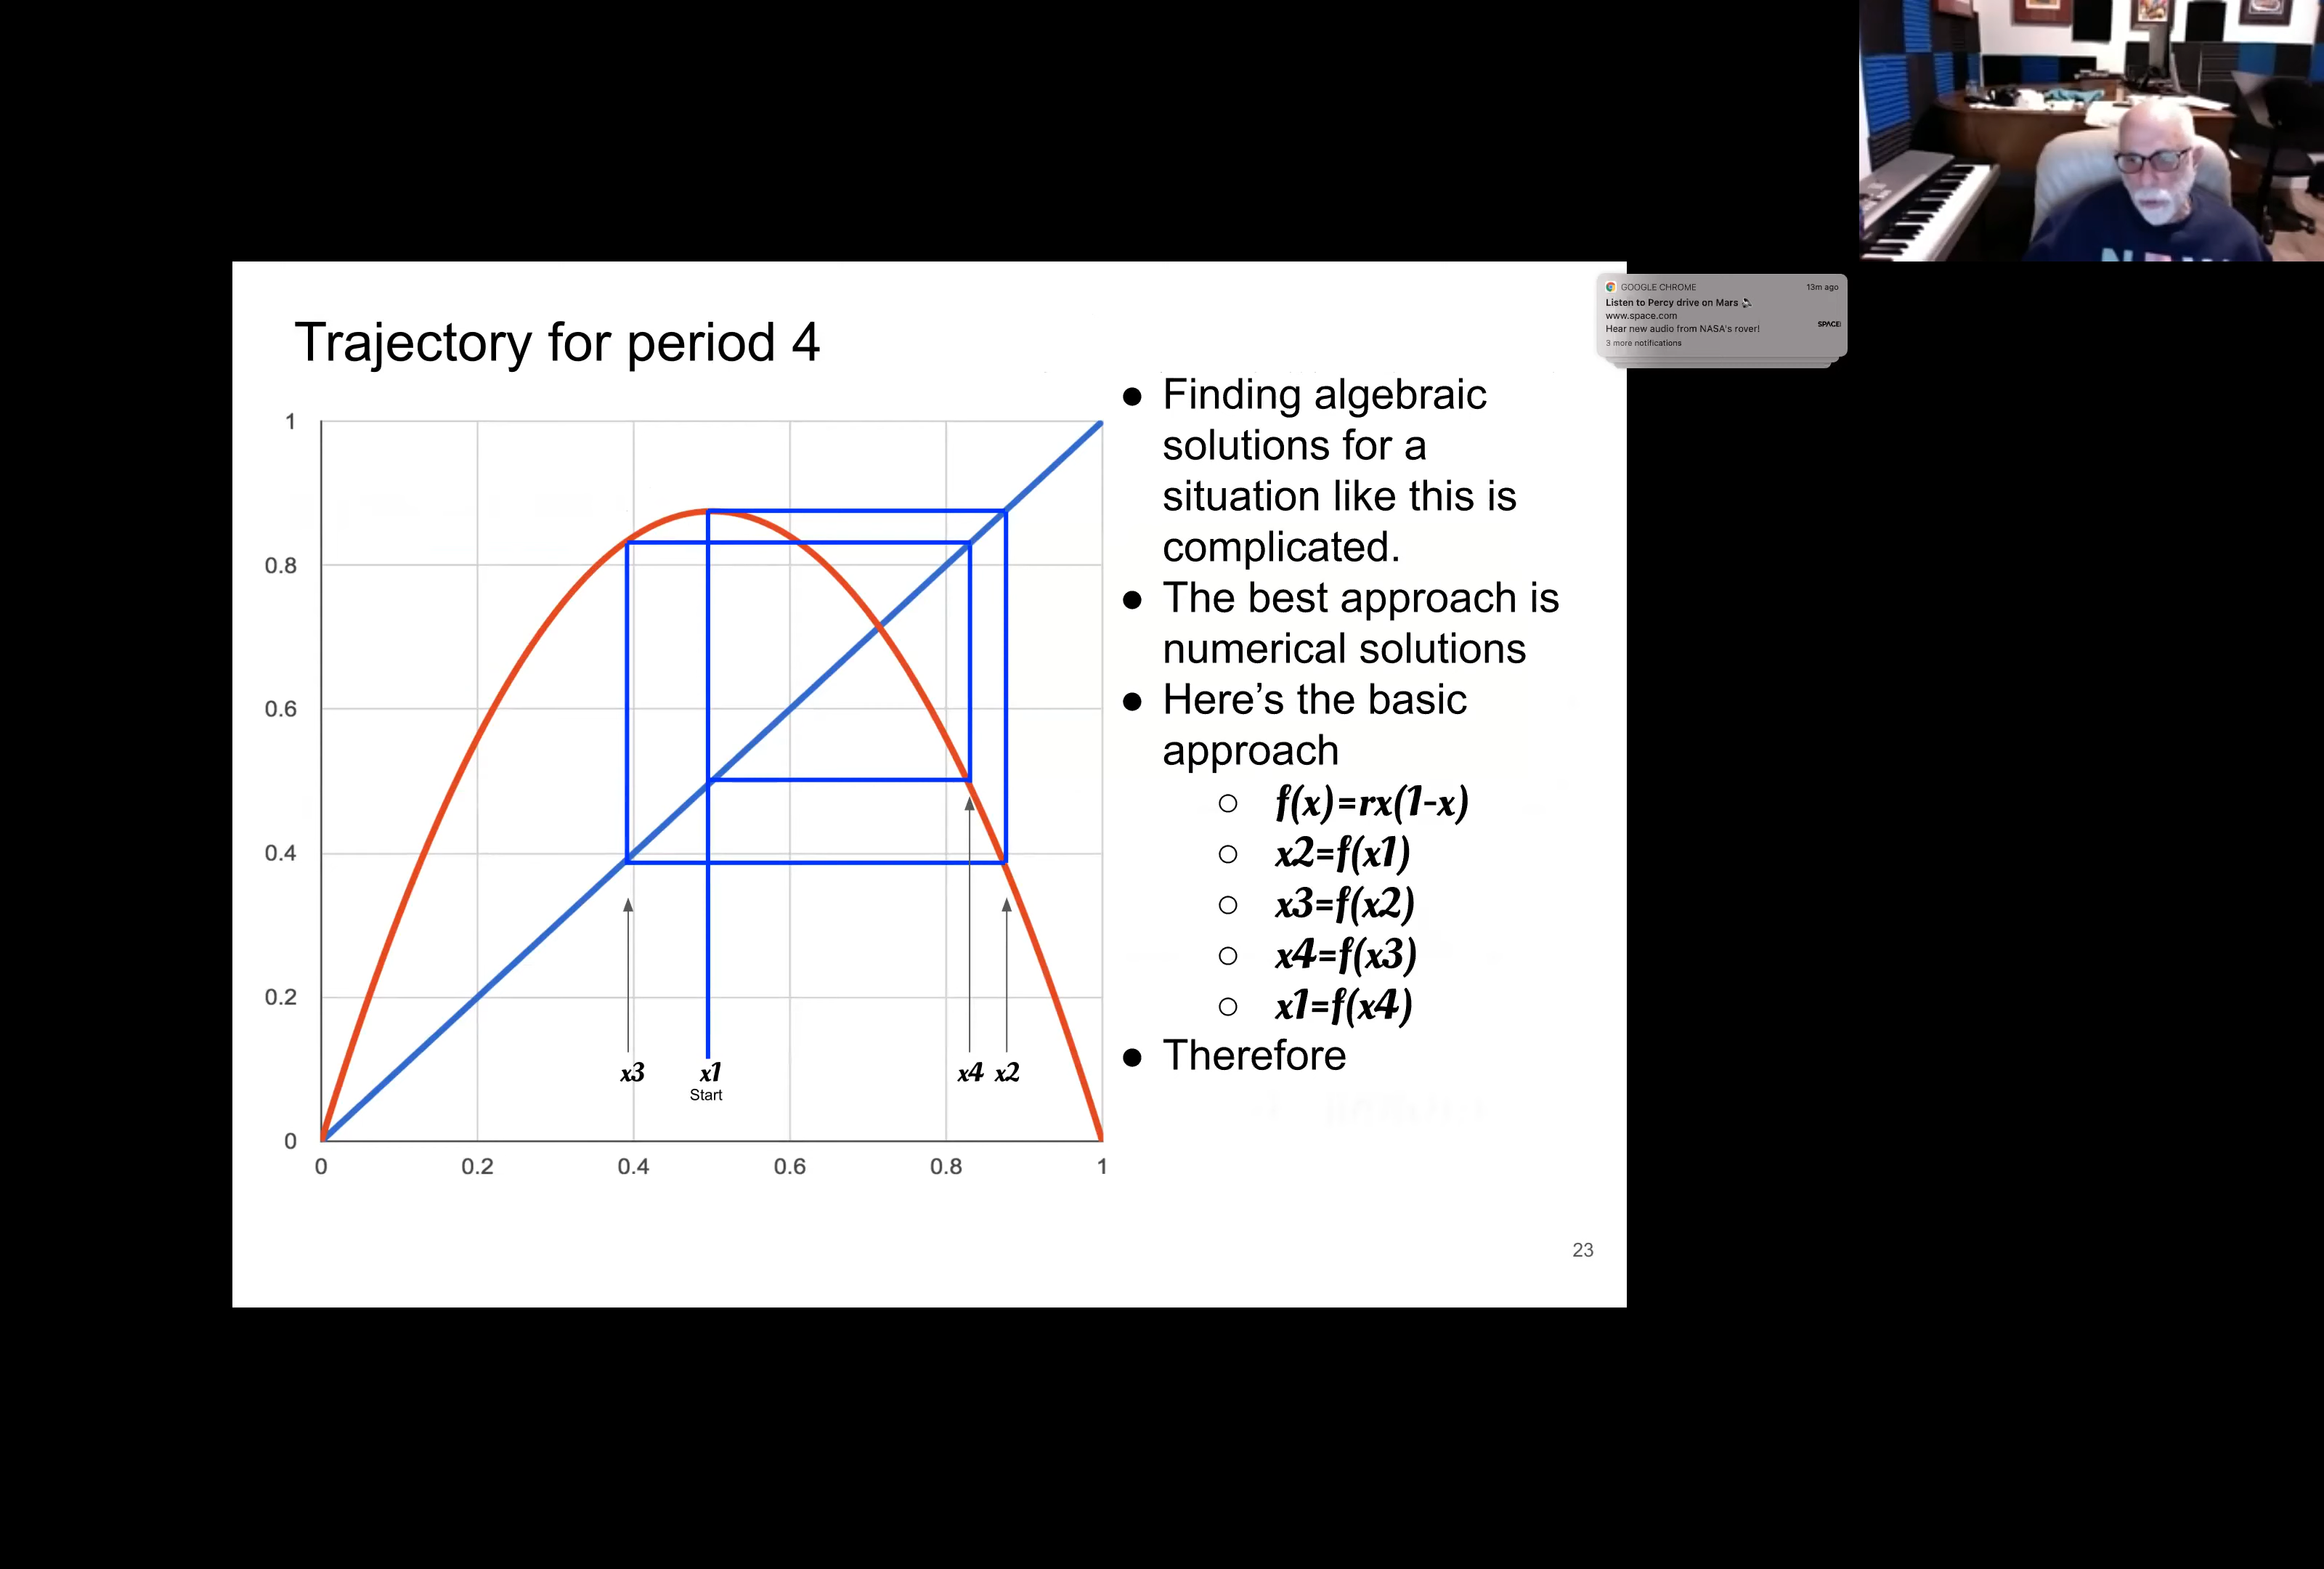 GOOGLE CHROME 13m ago
Listen to Percy drive on Mars
www.space.com
Hear new audio from NASA's rover!
SPACE
3 more notifications
Trajectory for period 4
1
0.8
0.6
0.4
0.2
0
0 0.2 0.4 0.6 0.8 1
x3 x1 x4 x2
Start
● Finding algebraic
solutions for a
situation like this is
complicated.
● The best approach is
numerical solutions
● Here’s the basic
approach
○ f(x)=rx(1-x)
○ x2=f(x1)
○ x3=f(x2)
○ x4=f(x3)
○ x1=f(x4)
● Therefore
23